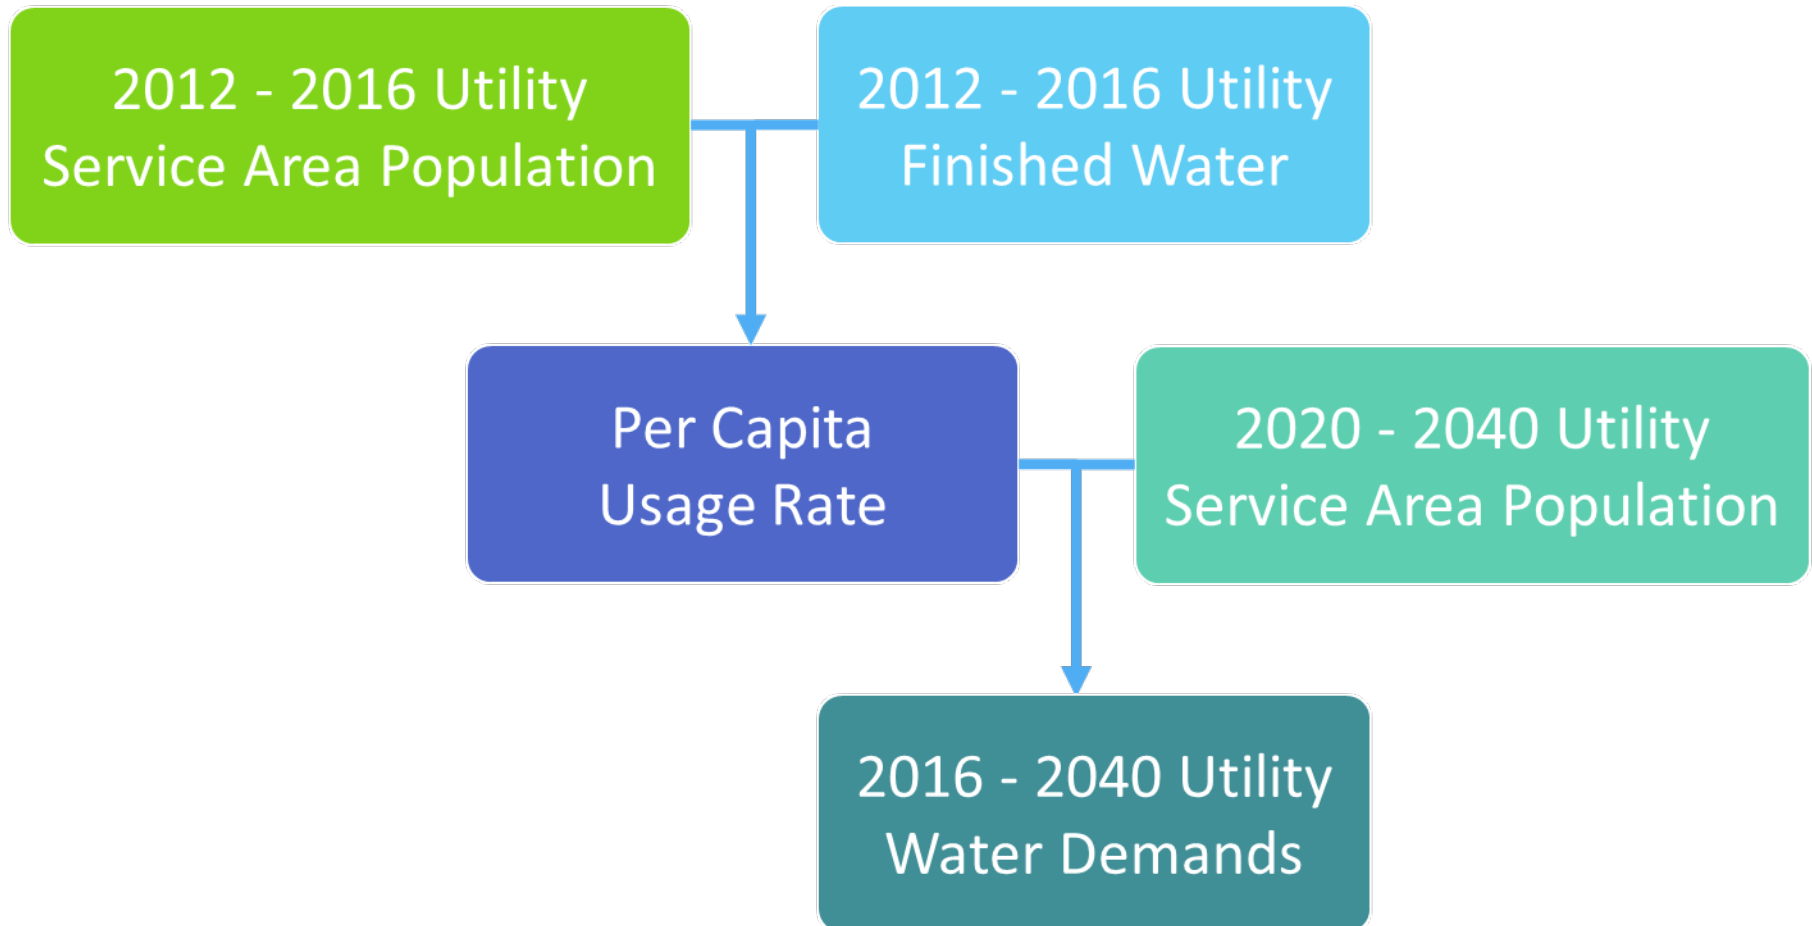 2012 - 2016 Utility
Service Area Population
2012 - 2016 Utility
Finished Water
Per Capita
Usage Rate
2020 - 2040 Utility
Service Area Population
2016 - 2040 Utility
Water Demands